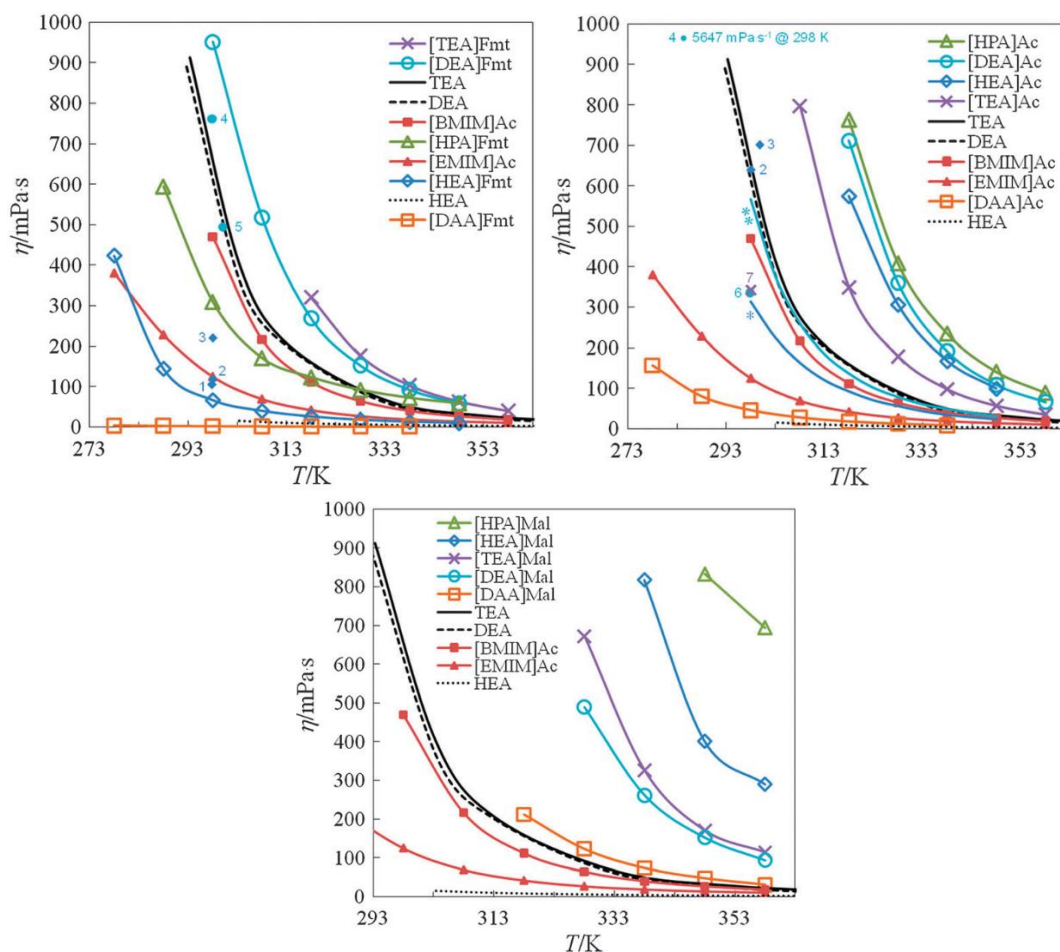 1000
900
800
700
600
500
400
300
200
100
0
η/mPa·s
273
293
313
333
353
T/K
[TEA]Fmt
[DEA]Fmt
TEA
DEA
[BMIM]Ac
[HPA]Fmt
[EMIM]Ac
[HEA]Fmt
HEA
[DAA]Fmt
4
5
3
2
1
1000
900
800
700
600
500
400
300
200
100
0
η/mPa·s
273
293
313
333
353
T/K
4 ● 5647 mPa s⁻¹ @ 298 K
[HPA]Ac
[DEA]Ac
[HEA]Ac
[TEA]Ac
TEA
DEA
[BMIM]Ac
[EMIM]Ac
[DAA]Ac
HEA
3
2
**
7
6
*
1000
900
800
700
600
500
400
300
200
100
0
η/mPa·s
293
313
333
353
T/K
[HPA]Mal
[HEA]Mal
[TEA]Mal
[DEA]Mal
[DAA]Mal
TEA
DEA
[BMIM]Ac
[EMIM]Ac
HEA